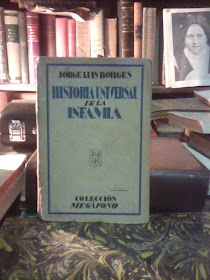 JORGE LUIS BORGES
HISTORIA UNIVERSAL
DE LA
INFAMIA
COLECCIÓN
MEGÁFONO